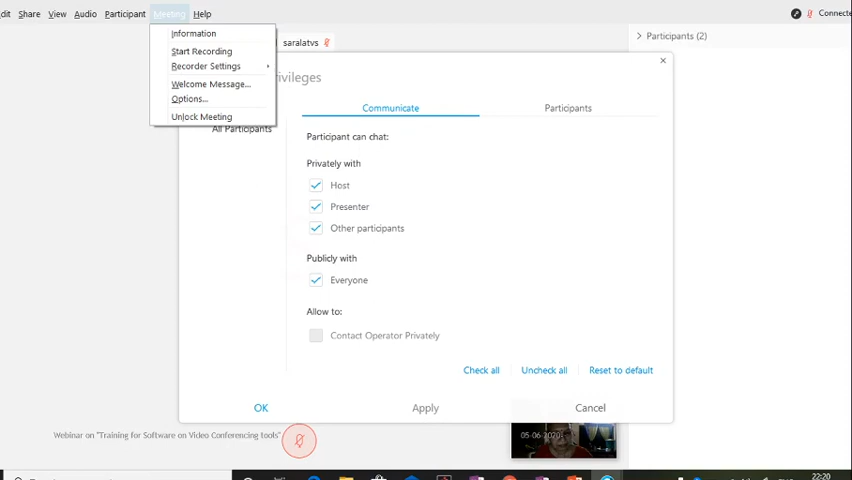 dit Share View Audio Participant Meeting Help
Connecte
Information
Start Recording
Recorder Settings
Welcome Message...
Options...
Unlock Meeting
saralatvs
Participants (2)
ivileges
All Participants
Communicate
Participants
Participant can chat:
Privately with
Host
Presenter
Other participants
Publicly with
Everyone
Allow to:
Contact Operator Privately
Check all
Uncheck all
Reset to default
OK
Apply
Cancel
Webinar on "Training for Software on Video Conferencing tools"
05-06-2020
22:20